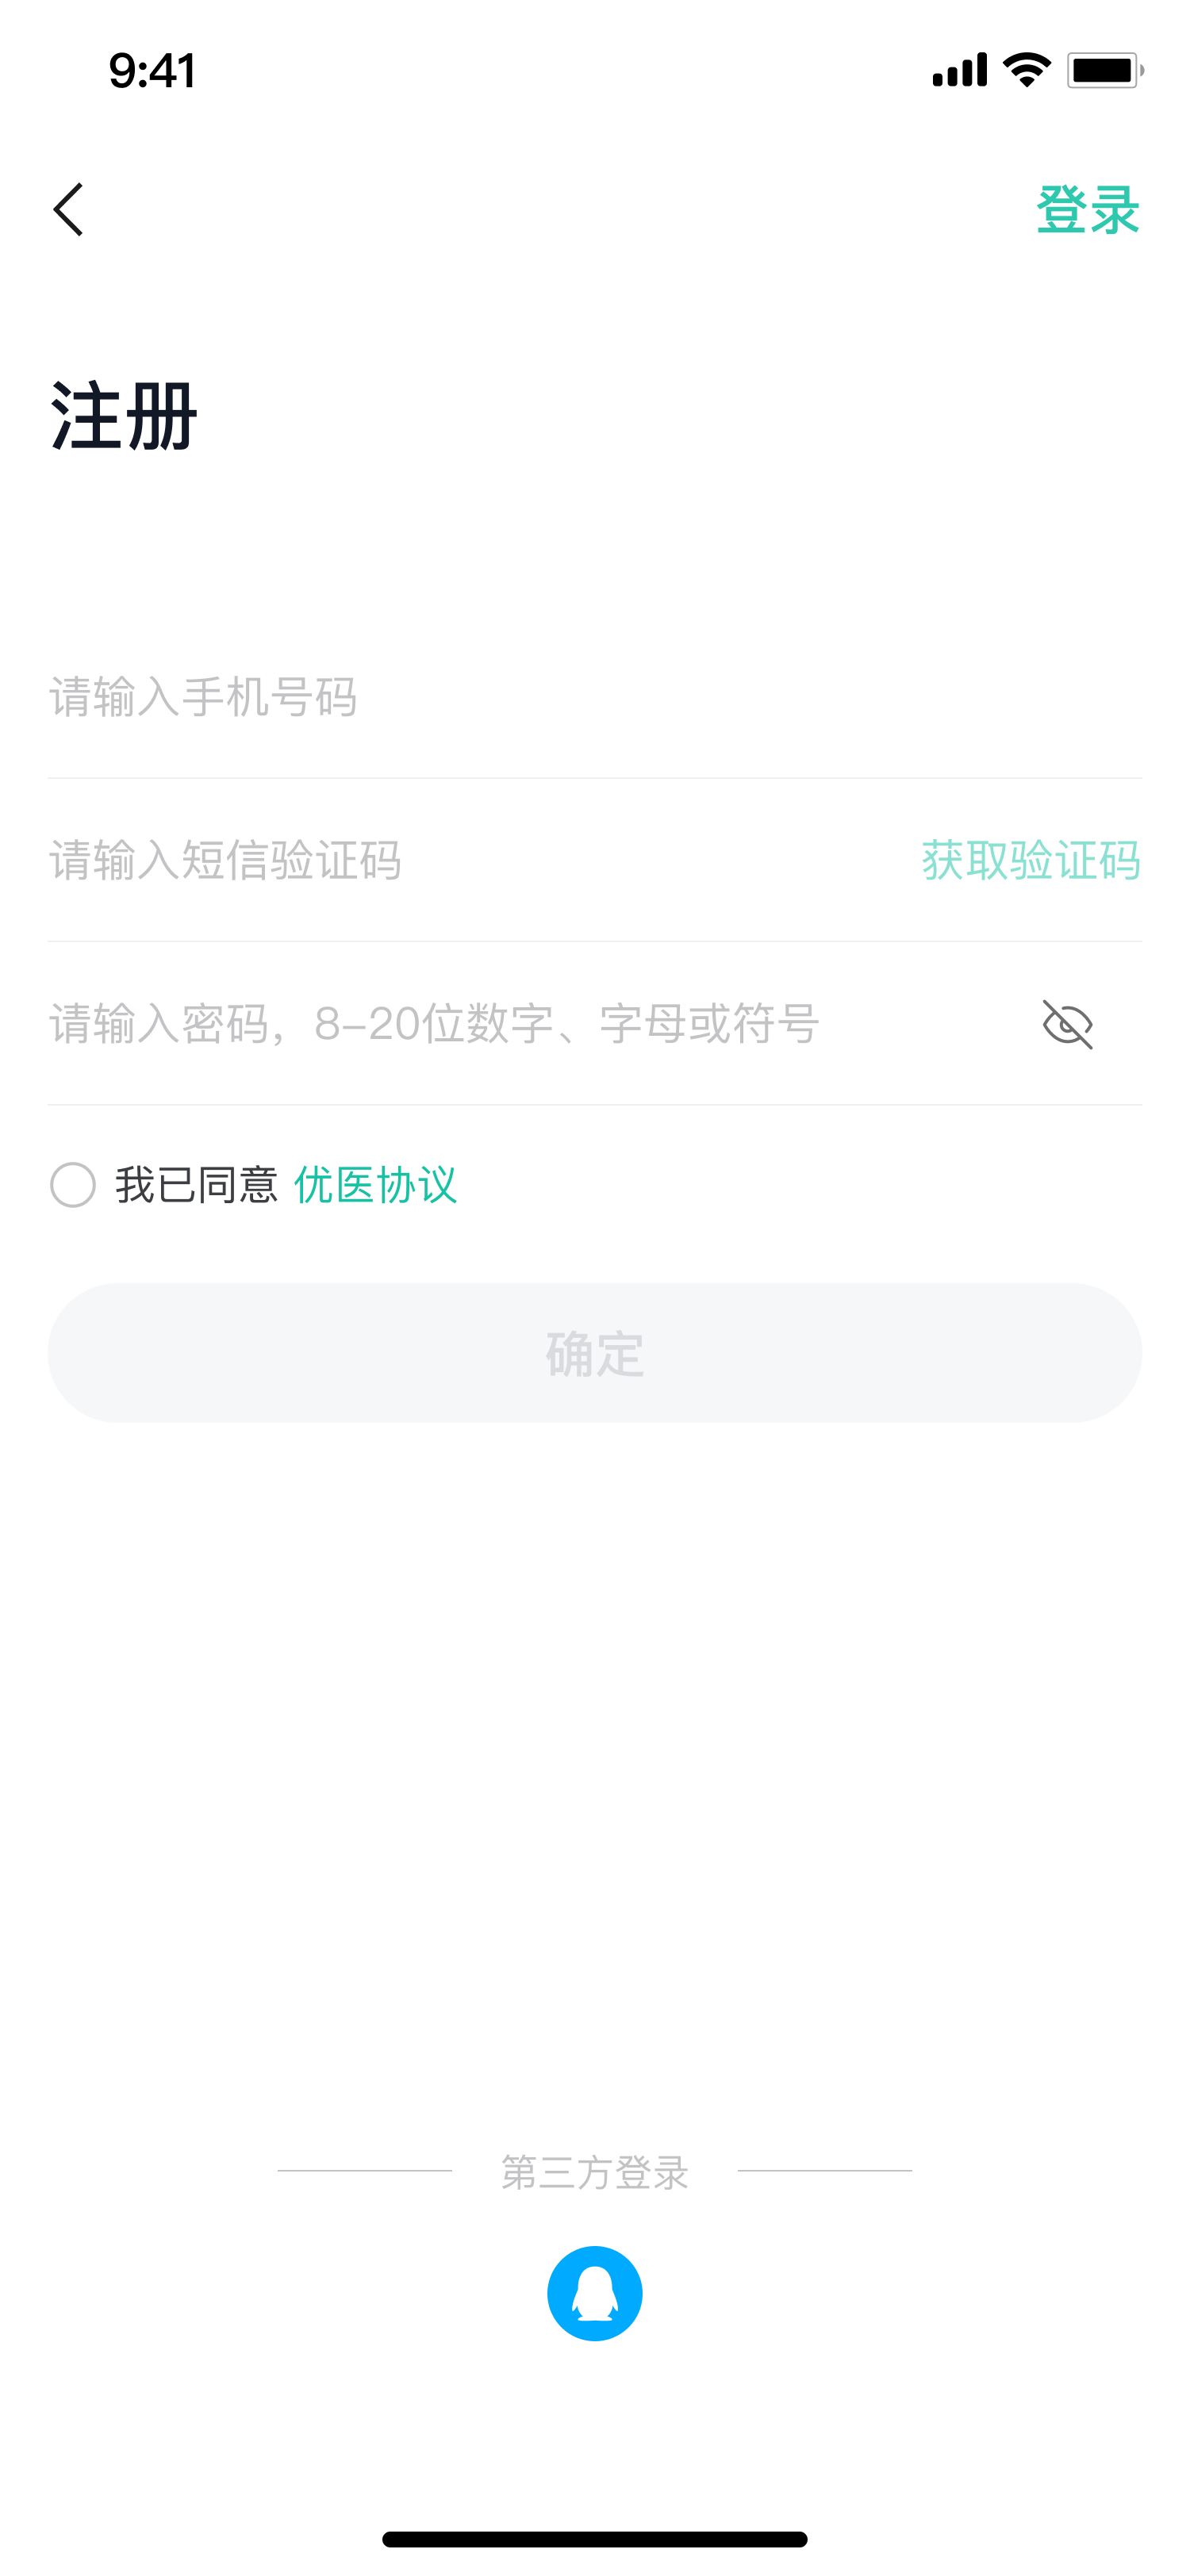 9:41
登录
注册
请输入手机号码
请输入短信验证码 获取验证码
请输入密码，8-20位数字、字母或符号
我已同意 优医协议
确定
第三方登录